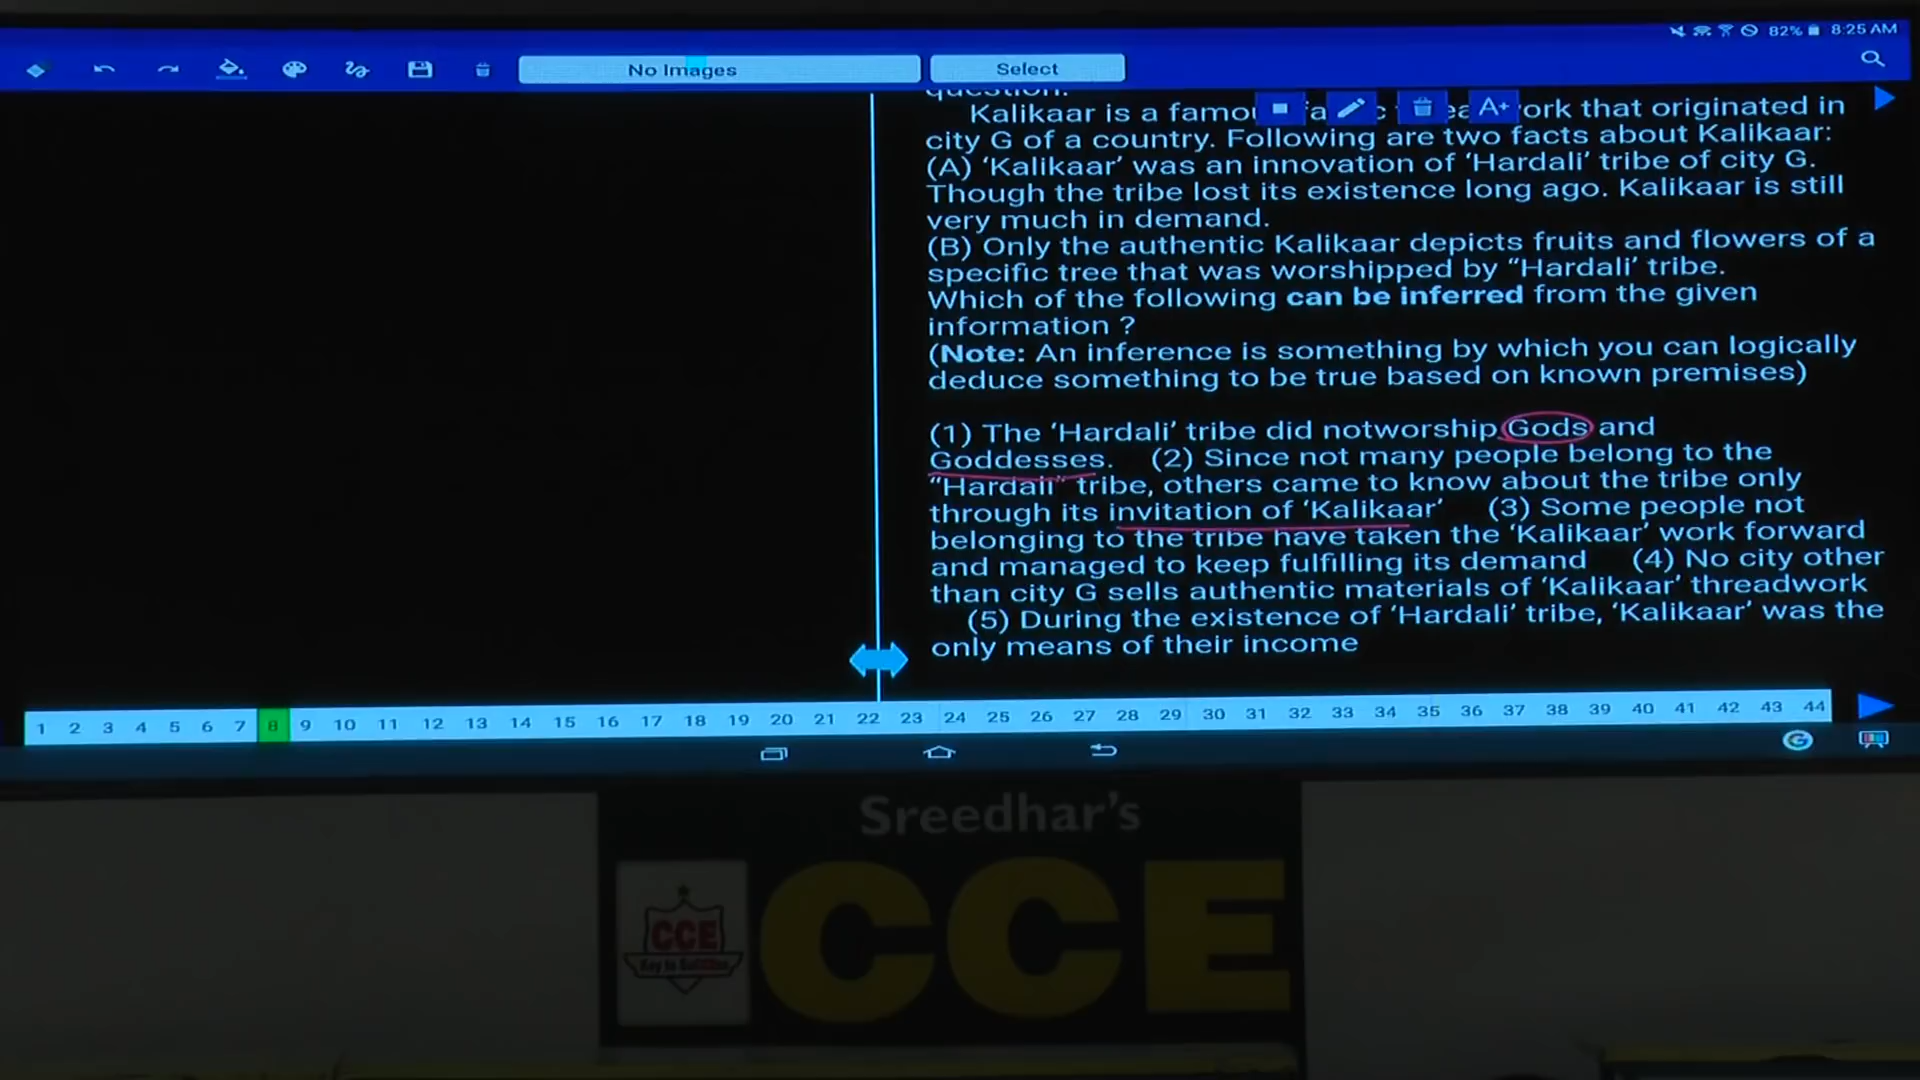 82% 8:25 AM
No Images
Select
question.
Kalikaar is a famou A+ ork that originated in
city G of a country. Following are two facts about Kalikaar:
(A) ‘Kalikaar’ was an innovation of ‘Hardali’ tribe of city G.
Though the tribe lost its existence long ago. Kalikaar is still
very much in demand.
(B) Only the authentic Kalikaar depicts fruits and flowers of a
specific tree that was worshipped by “Hardali’ tribe.
Which of the following can be inferred from the given
information ?
(Note: An inference is something by which you can logically
deduce something to be true based on known premises)
(1) The ‘Hardali’ tribe did notworship Gods and
Goddesses. (2) Since not many people belong to the
“Hardali” tribe, others came to know about the tribe only
through its invitation of ‘Kalikaar’ (3) Some people not
belonging to the tribe have taken the ‘Kalikaar’ work forward
and managed to keep fulfilling its demand (4) No city other
than city G sells authentic materials of ‘Kalikaar’ threadwork
(5) During the existence of ‘Hardali’ tribe, ‘Kalikaar’ was the
only means of their income
1 2 3 4 5 6 7 8 9 10 11 12 13 14 15 16 17 18 19 20 21 22 23 24 25 26 27 28 29 30 31 32 33 34 35 36 37 38 39 40 41 42 43 44
G
Sreedhar’s
CCE
CCE